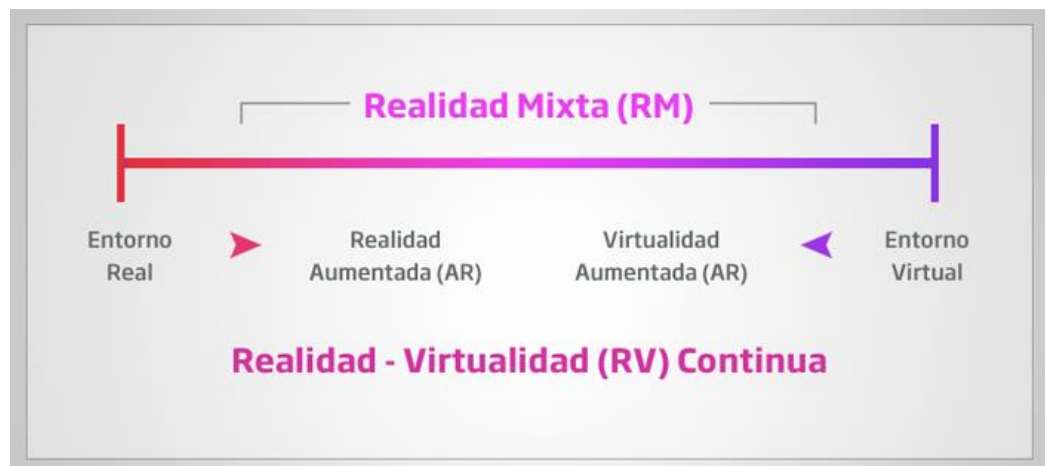 Realidad Mixta (RM)
Entorno
Real
Realidad
Aumentada (AR)
Virtualidad
Aumentada (AR)
Entorno
Virtual
Realidad - Virtualidad (RV) Continua